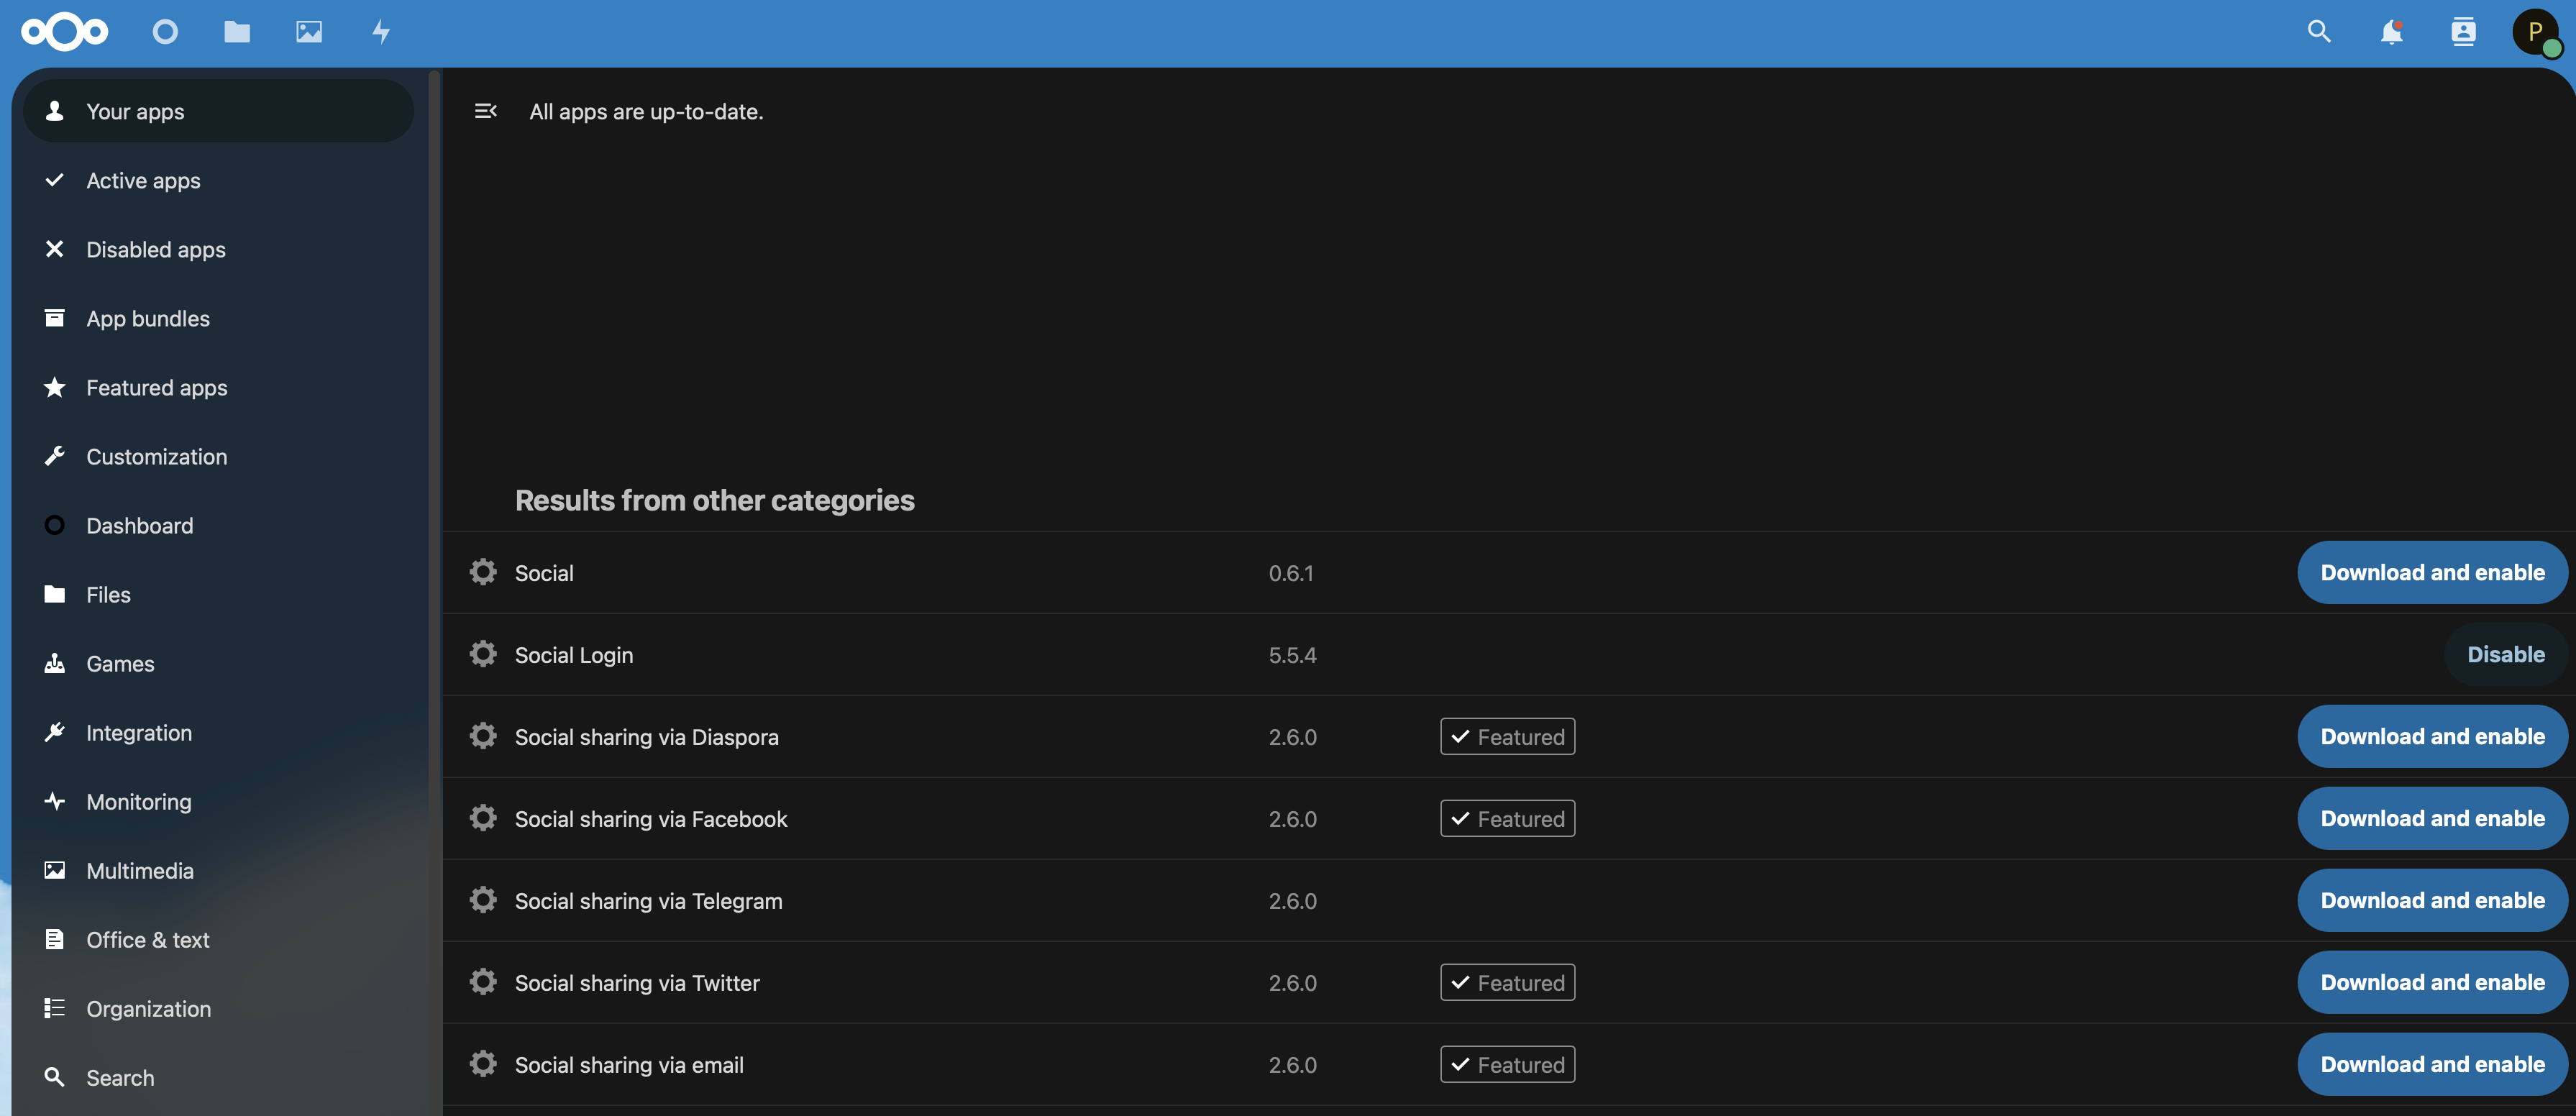 P
Your apps
Active apps
Disabled apps
App bundles
Featured apps
Customization
Dashboard
Files
Games
Integration
Monitoring
Multimedia
Office & text
Organization
Search
All apps are up-to-date.
Results from other categories
Social 0.6.1 Download and enable
Social Login 5.5.4 Disable
Social sharing via Diaspora 2.6.0 Featured Download and enable
Social sharing via Facebook 2.6.0 Featured Download and enable
Social sharing via Telegram 2.6.0 Download and enable
Social sharing via Twitter 2.6.0 Featured Download and enable
Social sharing via email 2.6.0 Featured Download and enable